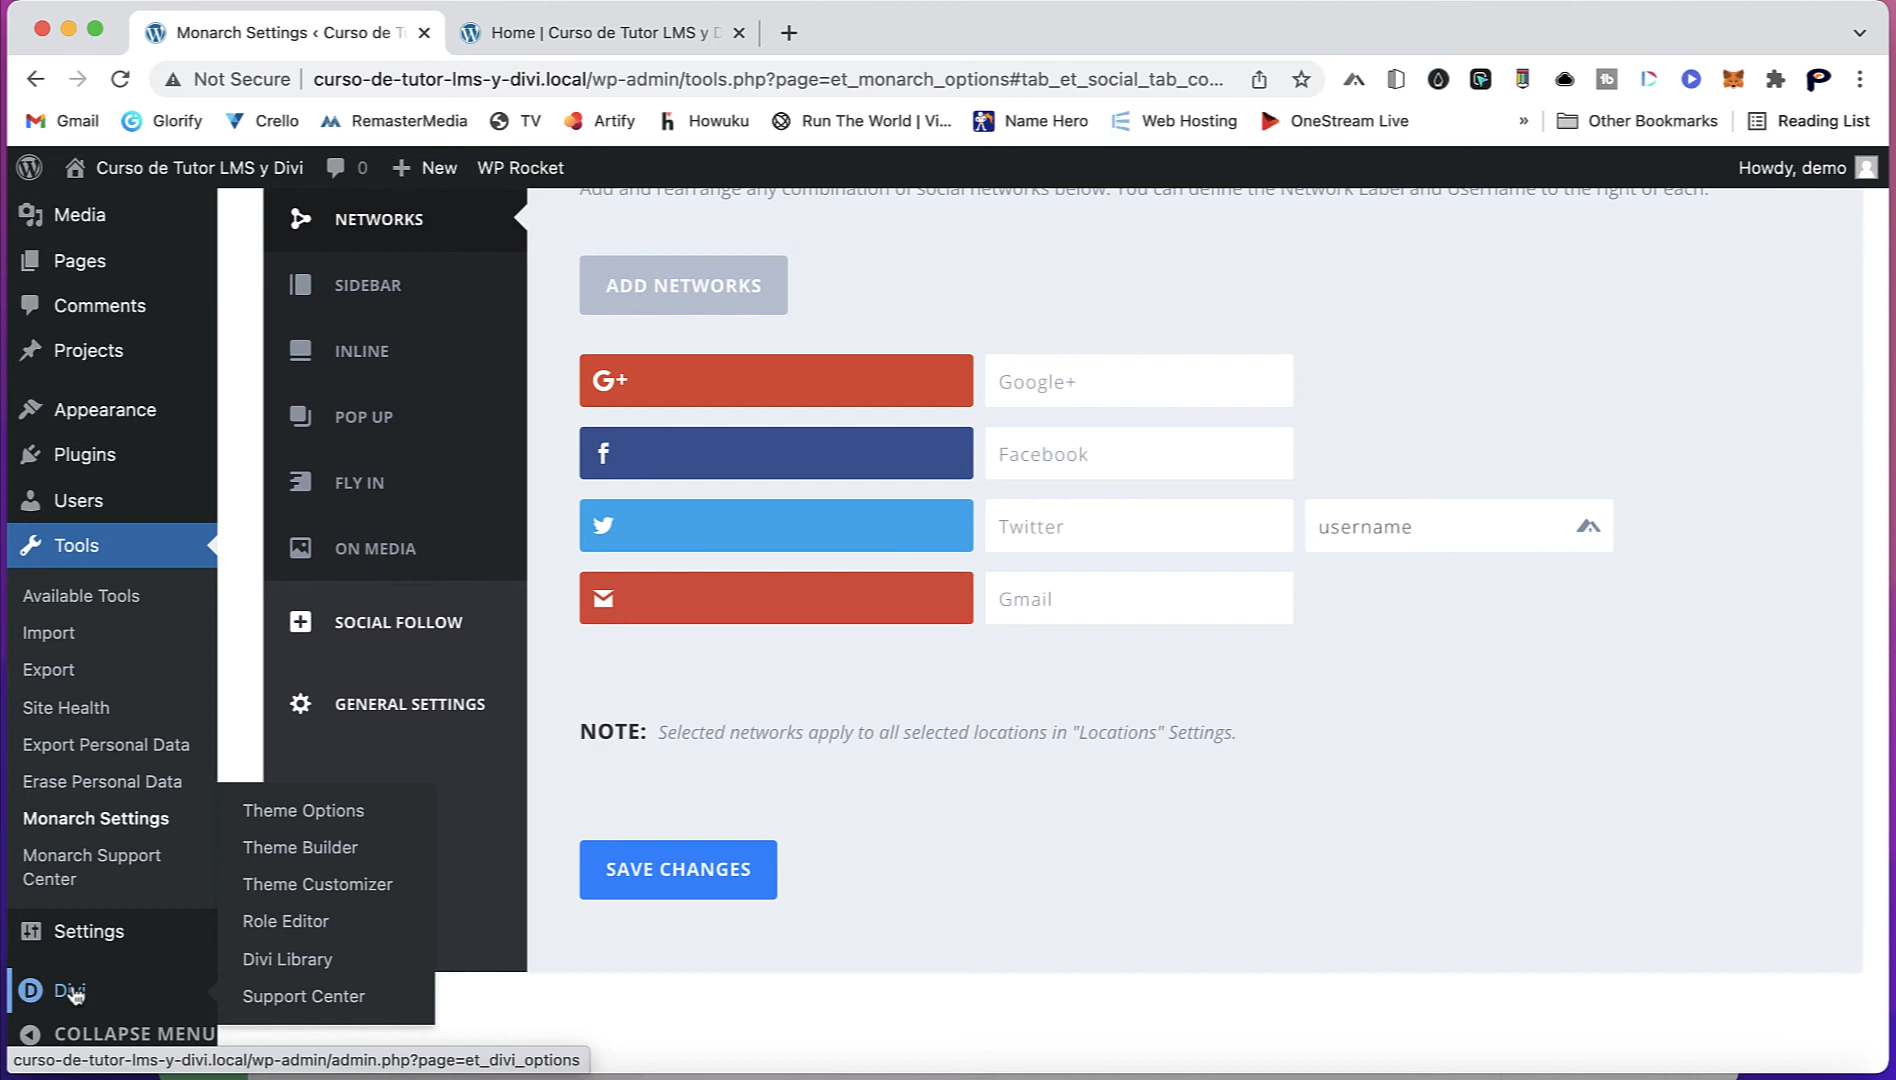 Monarch Settings ‹ Curso de T
Home | Curso de Tutor LMS y D
Not Secure
curso-de-tutor-lms-y-divi.local/wp-admin/tools.php?page=et_monarch_options#tab_et_social_tab_co...
Gmail
Glorify
Crello
RemasterMedia
TV
Artify
Howuku
Run The World | Vi...
Name Hero
Web Hosting
OneStream Live
»
Other Bookmarks
Reading List
Curso de Tutor LMS y Divi
0
New
WP Rocket
Howdy, demo
Media
Pages
Comments
Projects
Appearance
Plugins
Users
Tools
Available Tools
Import
Export
Site Health
Export Personal Data
Erase Personal Data
Monarch Settings
Monarch Support
Center
Settings
Divi
COLLAPSE MENU
Theme Options
Theme Builder
Theme Customizer
Role Editor
Divi Library
Support Center
NETWORKS
SIDEBAR
INLINE
POP UP
FLY IN
ON MEDIA
SOCIAL FOLLOW
GENERAL SETTINGS
Add and rearrange any combination of social networks below. You can define the Network Label and Username to the right of each.
ADD NETWORKS
G+
Google+
f
Facebook
Twitter
username
Gmail
NOTE: Selected networks apply to all selected locations in "Locations" Settings.
SAVE CHANGES
curso-de-tutor-lms-y-divi.local/wp-admin/admin.php?page=et_divi_options